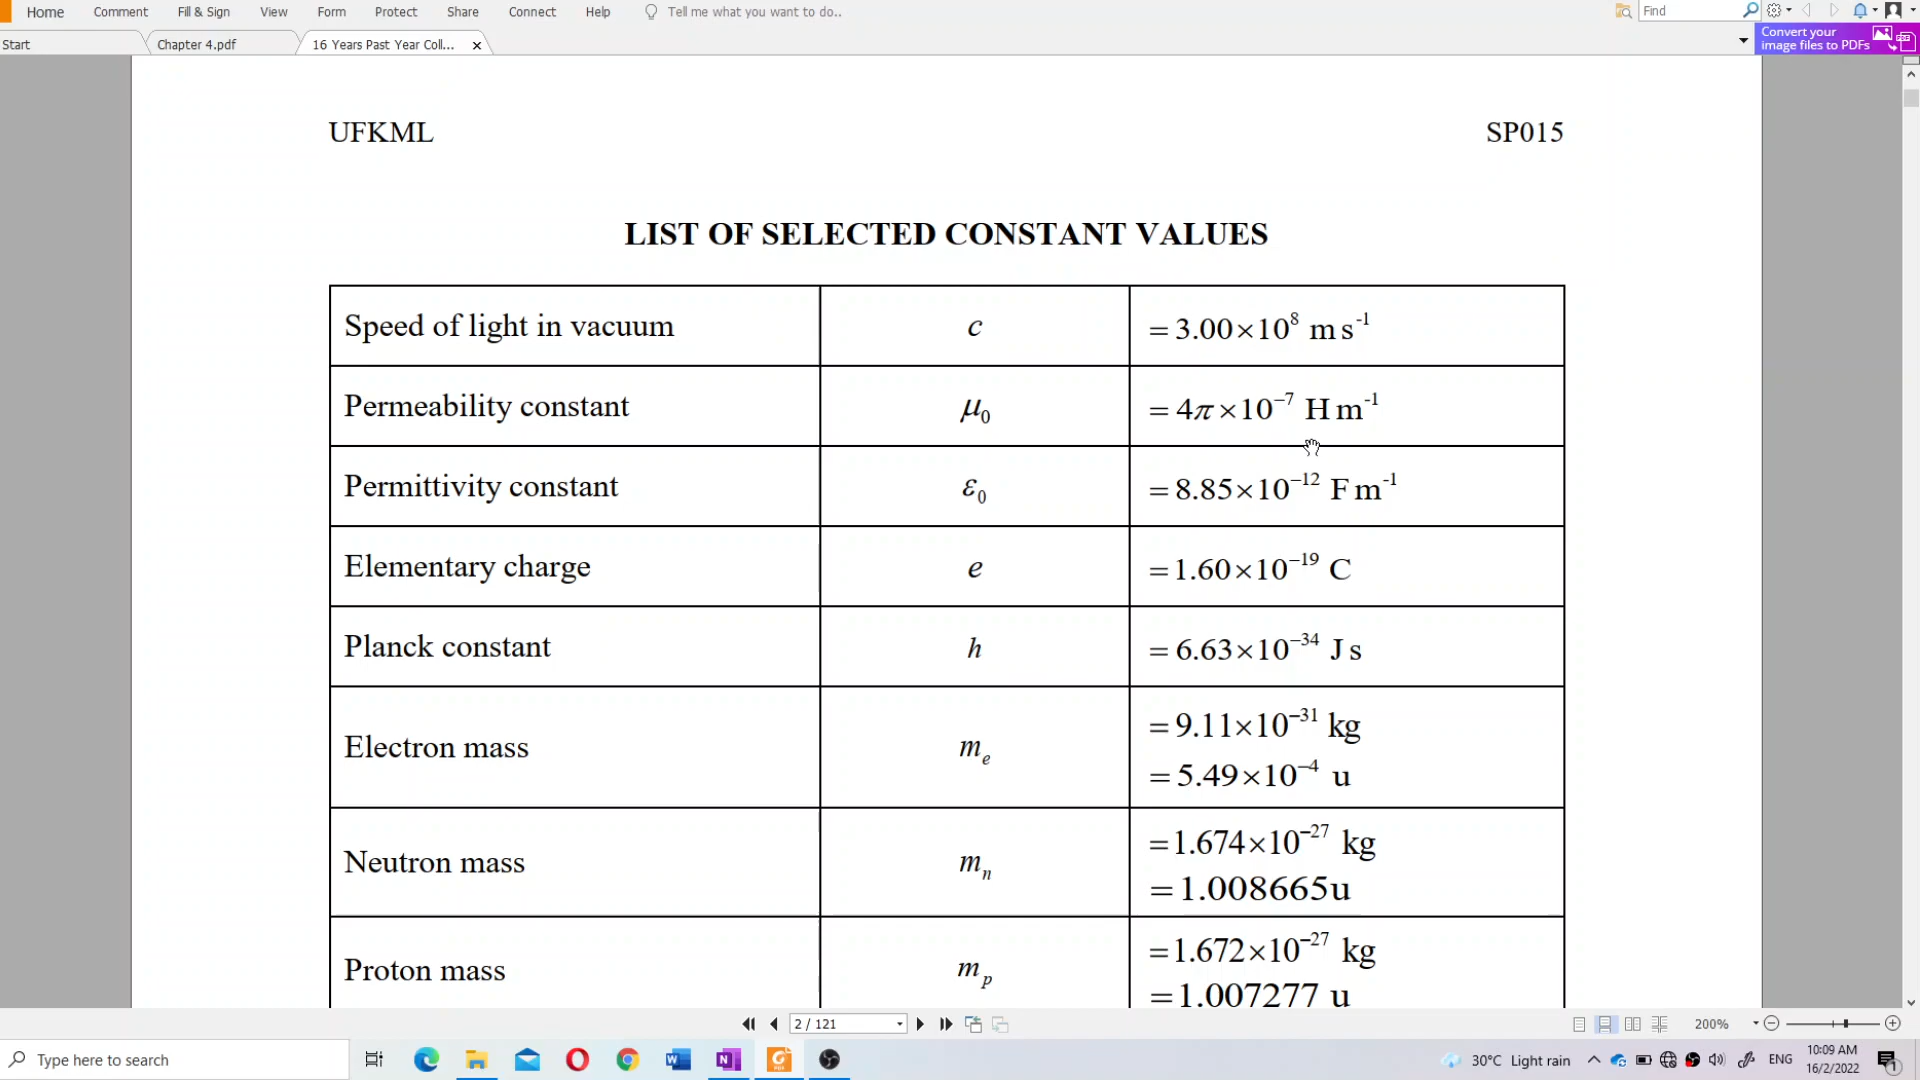 Home Comment Fill & Sign View Form Protect Share Connect Help Tell me what you want to do.. Find
Start Chapter 4.pdf 16 Years Past Year Coll... × Convert your
image files to PDFs
UFKML SP015
LIST OF SELECTED CONSTANT VALUES
Speed of light in vacuum c = 3.00×10⁸ m s⁻¹
Permeability constant μ₀ = 4π×10⁻⁷ H m⁻¹
Permittivity constant ε₀ = 8.85×10⁻¹² F m⁻¹
Elementary charge e = 1.60×10⁻¹⁹ C
Planck constant h = 6.63×10⁻³⁴ J s
Electron mass mₑ = 9.11×10⁻³¹ kg
= 5.49×10⁻⁴ u
Neutron mass mₙ = 1.674×10⁻²⁷ kg
= 1.008665u
Proton mass mₚ = 1.672×10⁻²⁷ kg
= 1.007277 u
2 / 121 200%
Type here to search 30°C Light rain ENG 10:09 AM
16/2/2022 1